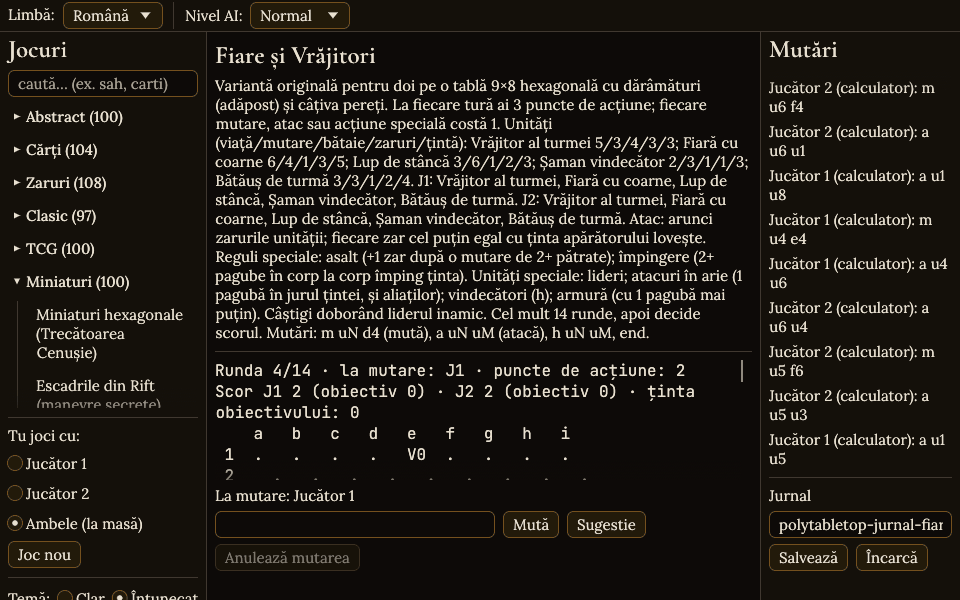 Limbă: Română ▼ Nivel AI: Normal ▼
Jocuri
caută... (ex. sah, carti)
▸ Abstract (100)
▸ Cărți (104)
▸ Zaruri (108)
▸ Clasic (97)
▸ TCG (100)
▾ Miniaturi (100)
Miniaturi hexagonale
(Trecătoarea
Cenușie)
Escadrile din Rift
(manevre secrete)
Tu joci cu:
Jucător 1
Jucător 2
Ambele (la masă)
Joc nou
Temă: Clar Întunecat
Fiare și Vrăjitori
Variantă originală pentru doi pe o tablă 9×8 hexagonală cu dărâmături
(adăpost) și câțiva pereți. La fiecare tură ai 3 puncte de acțiune; fiecare
mutare, atac sau acțiune specială costă 1. Unități
(viață/mutare/bătaie/zaruri/țintă): Vrăjitor al turmei 5/3/4/3/3; Fiară cu
coarne 6/4/1/3/5; Lup de stâncă 3/6/1/2/3; Șaman vindecător 2/3/1/1/3;
Bătăuș de turmă 3/3/1/2/4. J1: Vrăjitor al turmei, Fiară cu coarne, Lup de
stâncă, Șaman vindecător, Bătăuș de turmă. J2: Vrăjitor al turmei, Fiară cu
coarne, Lup de stâncă, Șaman vindecător, Bătăuș de turmă. Atac: arunci
zarurile unității; fiecare zar cel puțin egal cu ținta apărătorului lovește.
Reguli speciale: asalt (+1 zar după o mutare de 2+ pătrate); împingere (2+
pagube în corp la corp împing ținta). Unități speciale: lideri; atacuri în arie (1
pagubă în jurul țintei, și aliaților); vindecători (h); armură (cu 1 pagubă mai
puțin). Câștigi doborând liderul inamic. Cel mult 14 runde, apoi decide
scorul. Mutări: m uN d4 (mută), a uN uM (atacă), h uN uM, end.
Runda 4/14 · la mutare: J1 · puncte de acțiune: 2
Scor J1 2 (obiectiv 0) · J2 2 (obiectiv 0) · ținta
obiectivului: 0
a b c d e f g h i
1 . . . . V0 . . . .
2 . . . . . . . . .
La mutare: Jucător 1
Mută Sugestie
Anulează mutarea
Mutări
Jucător 2 (calculator): m
u6 f4
Jucător 2 (calculator): a
u6 u1
Jucător 1 (calculator): a u1
u8
Jucător 1 (calculator): m
u4 e4
Jucător 1 (calculator): a u4
u6
Jucător 2 (calculator): a
u6 u4
Jucător 2 (calculator): m
u5 f6
Jucător 2 (calculator): a
u5 u3
Jucător 1 (calculator): a u1
u5
Jurnal
polytabletop-jurnal-fiar
Salvează Încarcă